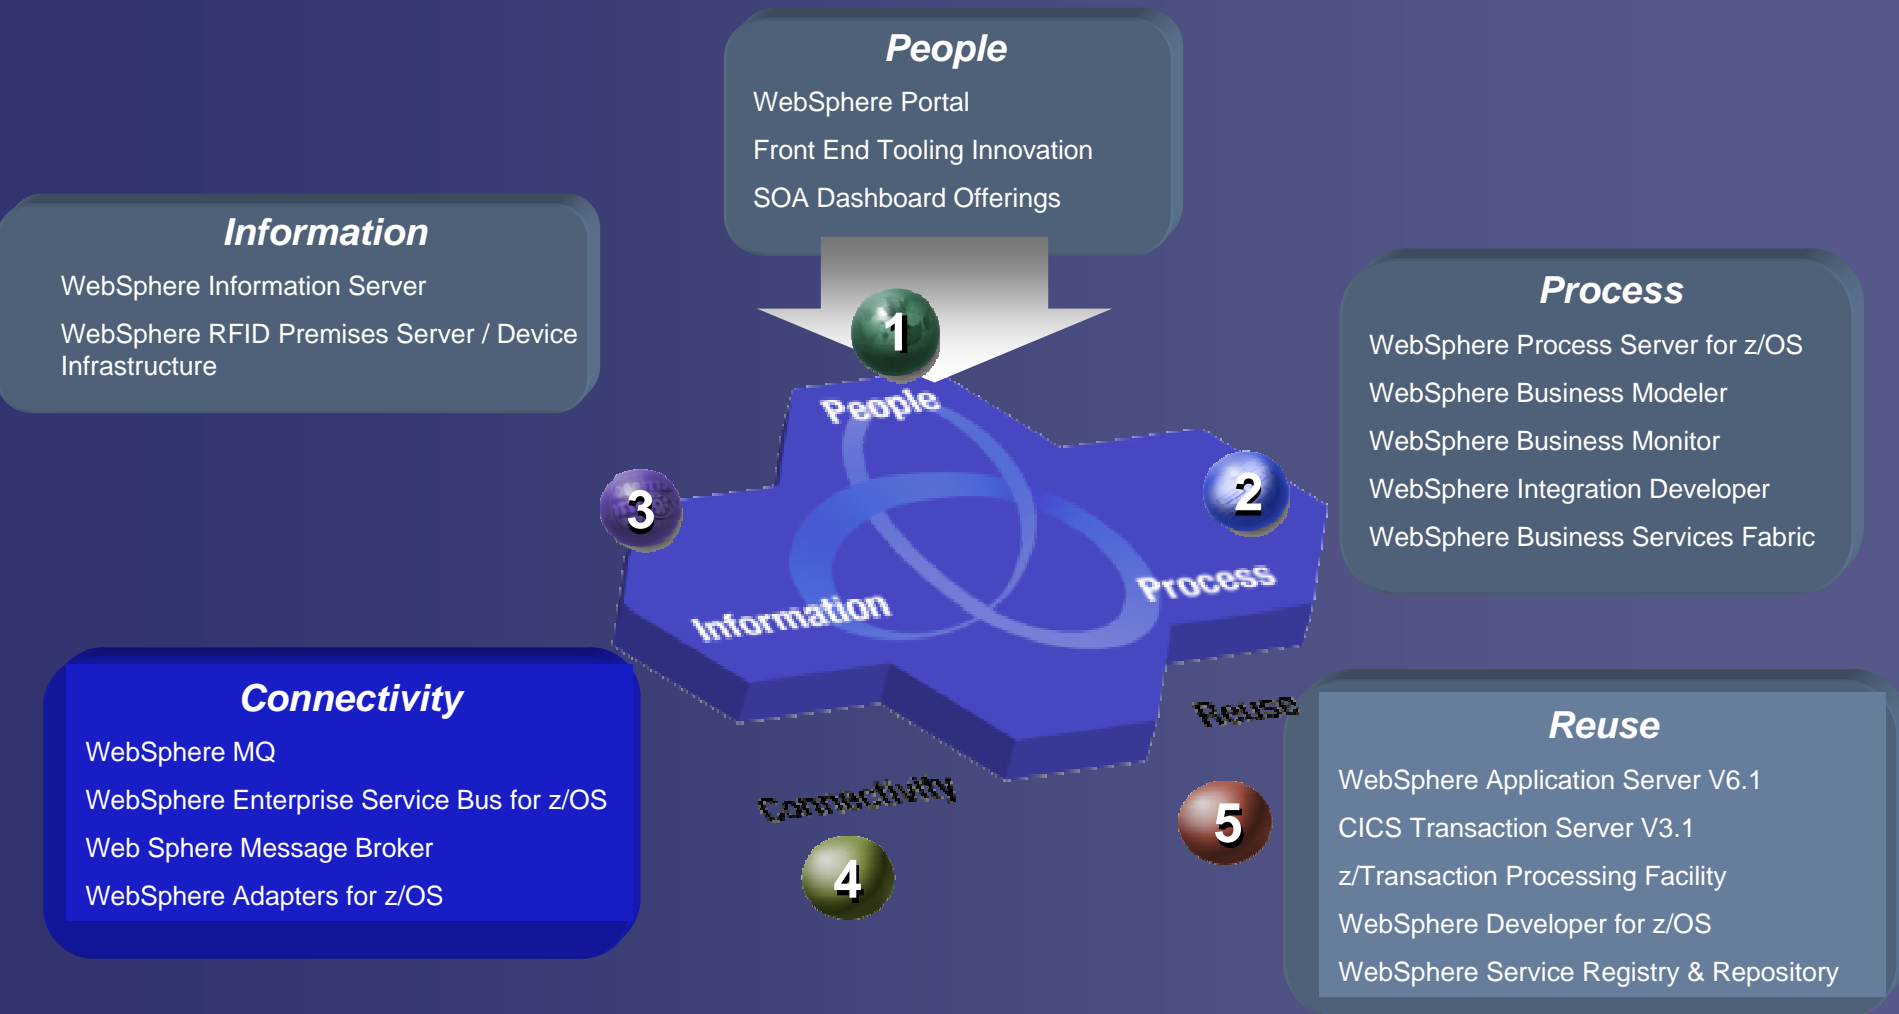 People
WebSphere Portal
Front End Tooling Innovation
SOA Dashboard Offerings
Information
WebSphere Information Server
WebSphere RFID Premises Server / Device
Infrastructure
Process
WebSphere Process Server for z/OS
WebSphere Business Modeler
WebSphere Business Monitor
WebSphere Integration Developer
WebSphere Business Services Fabric
1
People
2
3
Process
Information
Reuse
Connectivity
4
5
Connectivity
WebSphere MQ
WebSphere Enterprise Service Bus for z/OS
Web Sphere Message Broker
WebSphere Adapters for z/OS
Reuse
WebSphere Application Server V6.1
CICS Transaction Server V3.1
z/Transaction Processing Facility
WebSphere Developer for z/OS
WebSphere Service Registry & Repository